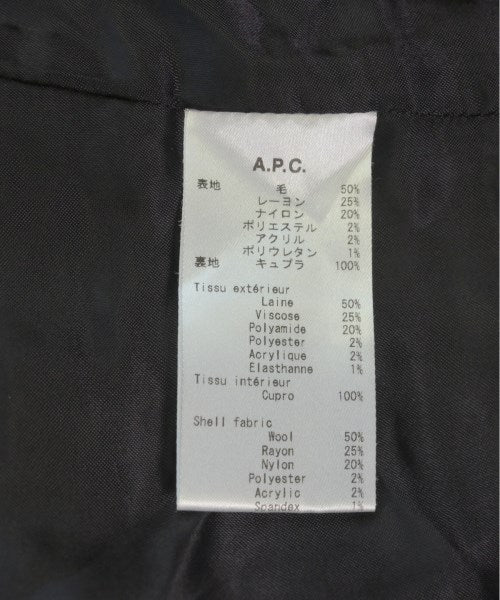 A.P.C.
表地 毛 50%
レーヨン 25%
ナイロン 20%
ポリエステル 2%
アクリル 2%
ポリウレタン 1%
裏地 キュプラ 100%
Tissu extérieur
Laine 50%
Viscose 25%
Polyamide 20%
Polyester 2%
Acrylique 2%
Elasthanne 1%
Tissu intérieur
Cupro 100%
Shell fabric
Wool 50%
Rayon 25%
Nylon 20%
Polyester 2%
Acrylic 2%
Spandex 1%